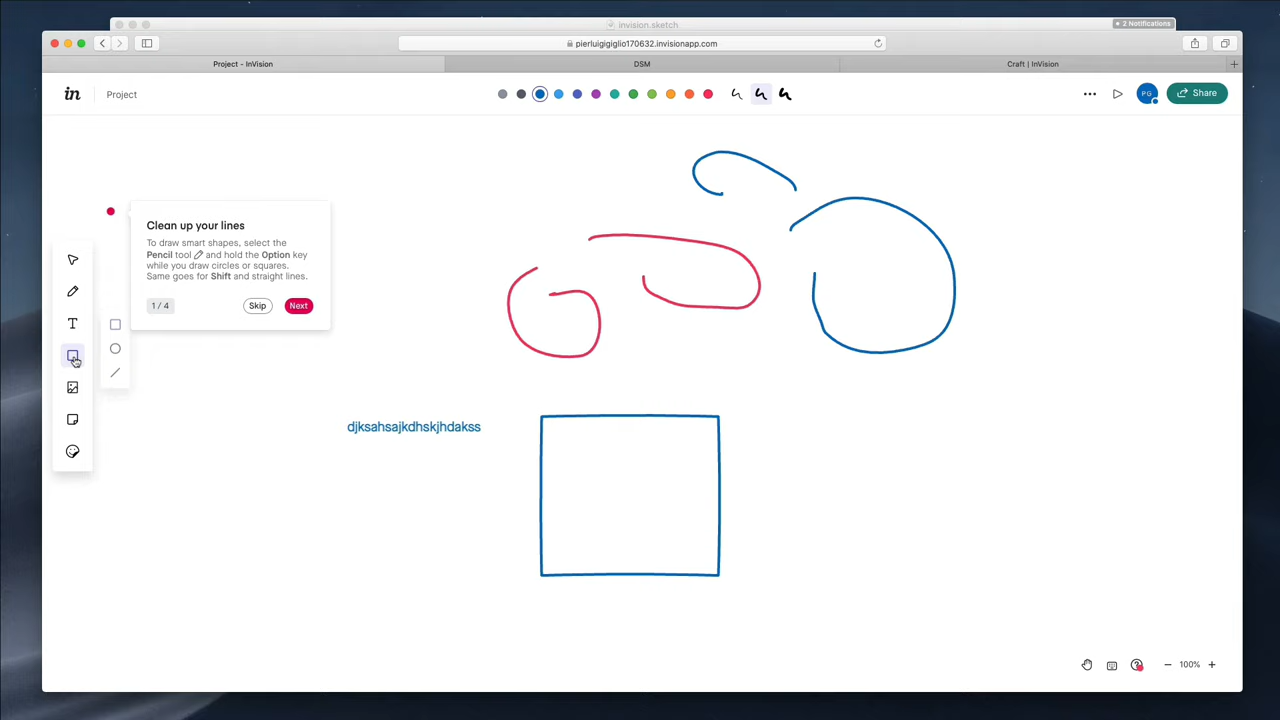 invision.sketch
2 Notifications
pierluigigiglio170632.invisionapp.com
Project - InVision
DSM
Craft | InVision
in
Project
PG
Share
Clean up your lines
To draw smart shapes, select the
Pencil tool and hold the Option key
while you draw circles or squares.
Same goes for Shift and straight lines.
1 / 4
Skip
Next
T
djksahsajkdhskjhdakss
100%